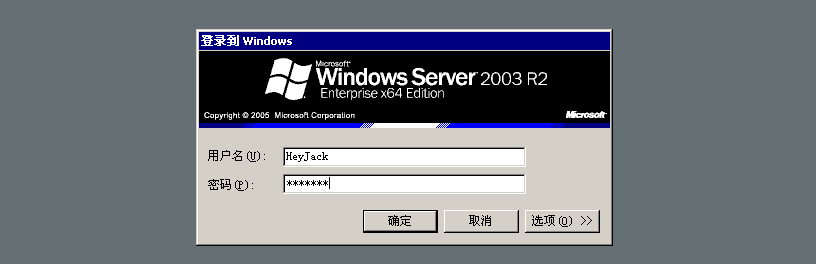 登录到 Windows
Microsoft®
Windows Server™ 2003 R2
Enterprise x64 Edition
Copyright © 2005 Microsoft Corporation
Microsoft
用户名(U):
HeyJack
密码(P):
*******
确定
取消
选项(O) >>